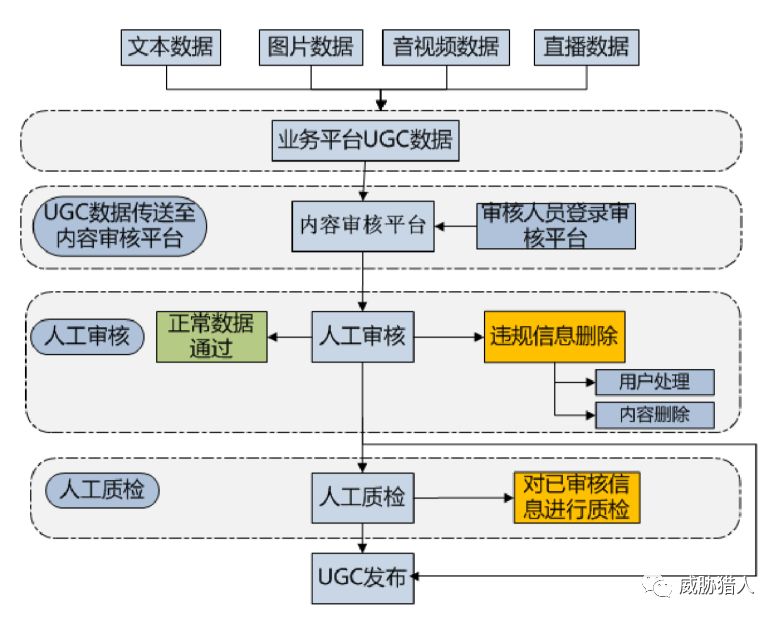 文本数据
图片数据
音视频数据
直播数据
业务平台UGC数据
UGC数据传送至
内容审核平台
内容审核平台
审核人员登录审
核平台
人工审核
正常数据
通过
人工审核
违规信息删除
用户处理
内容删除
人工质检
人工质检
对已审核信
息进行质检
UGC发布
威胁猎人